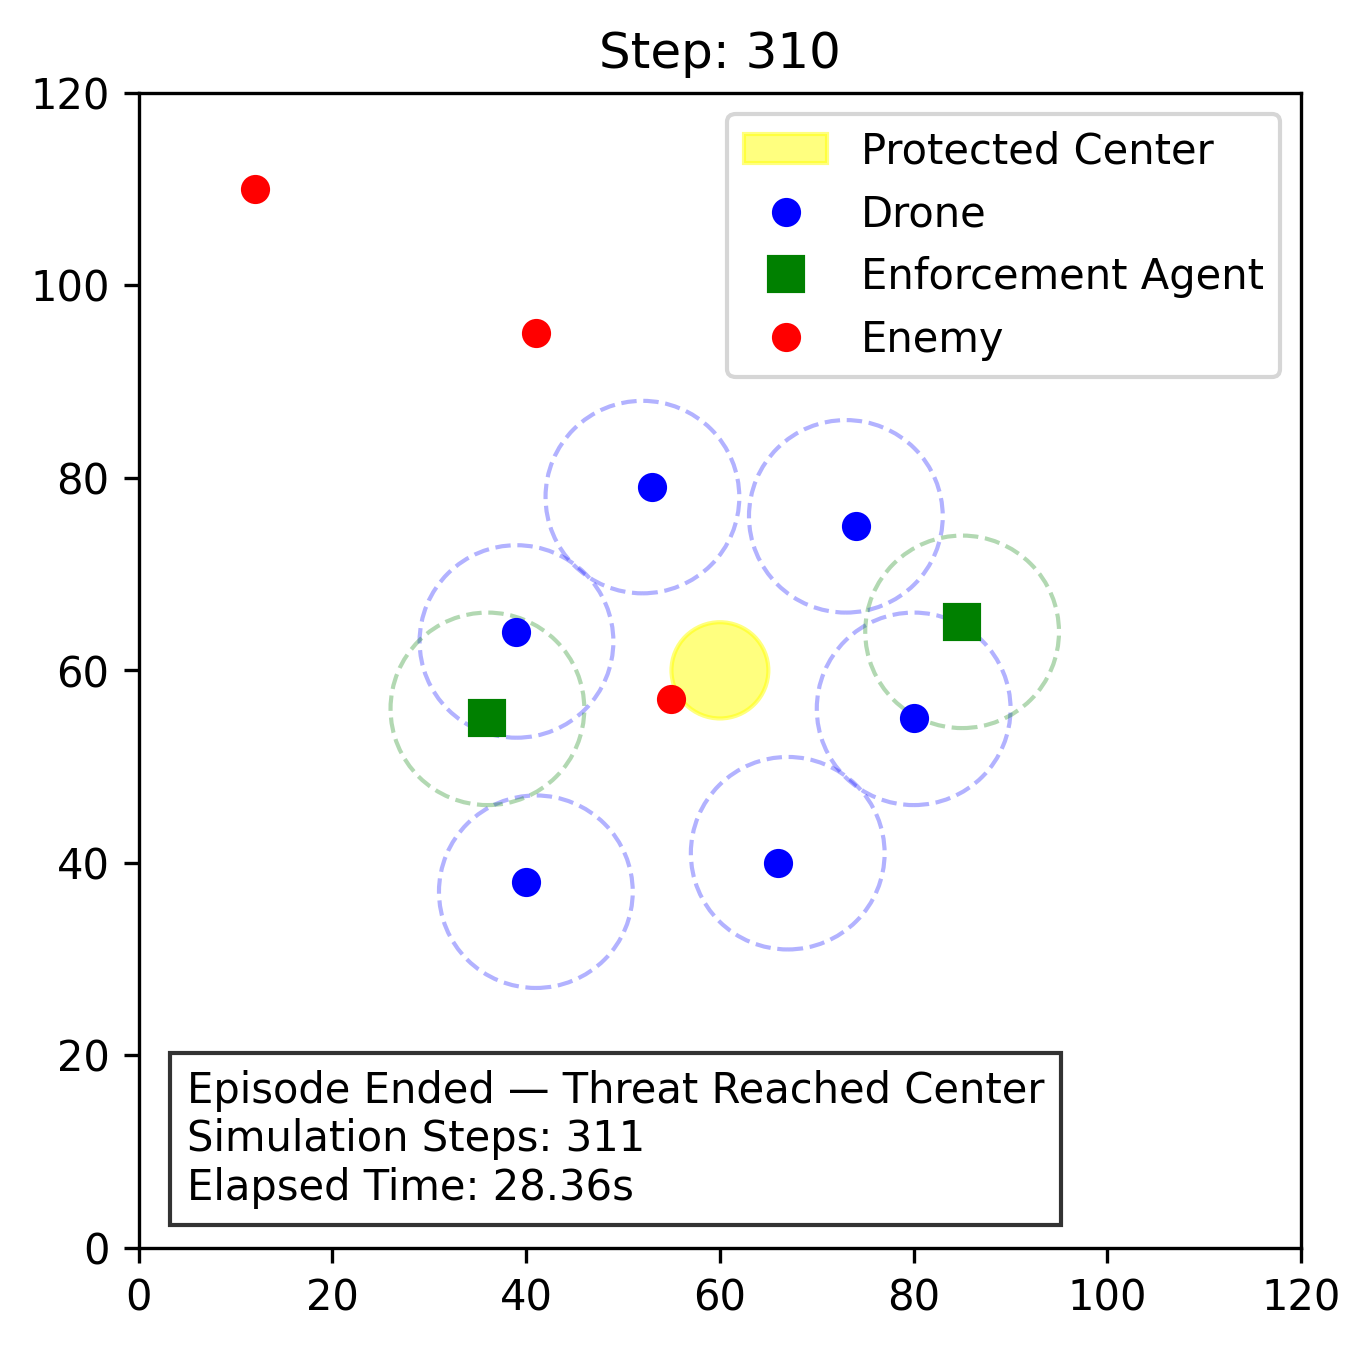 Step: 310
120
100
80
60
40
20
0
Protected Center
Drone
Enforcement Agent
Enemy
Episode Ended — Threat Reached Center
Simulation Steps: 311
Elapsed Time: 28.36s
0 20 40 60 80 100 120